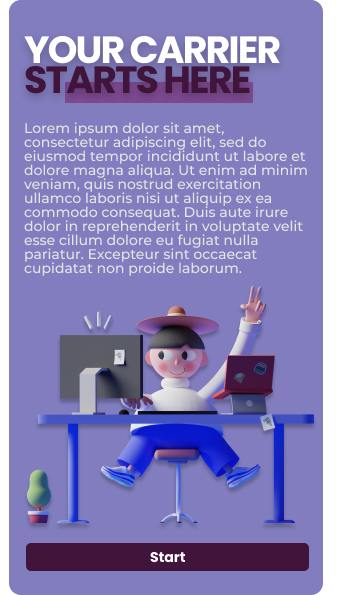 YOUR CARRIER
STARTS HERE
Lorem ipsum dolor sit amet,
consectetur adipiscing elit, sed do
eiusmod tempor incididunt ut labore et
dolore magna aliqua. Ut enim ad minim
veniam, quis nostrud exercitation
ullamco laboris nisi ut aliquip ex ea
commodo consequat. Duis aute irure
dolor in reprehenderit in voluptate velit
esse cillum dolore eu fugiat nulla
pariatur. Excepteur sint occaecat
cupidatat non proide laborum.
Start